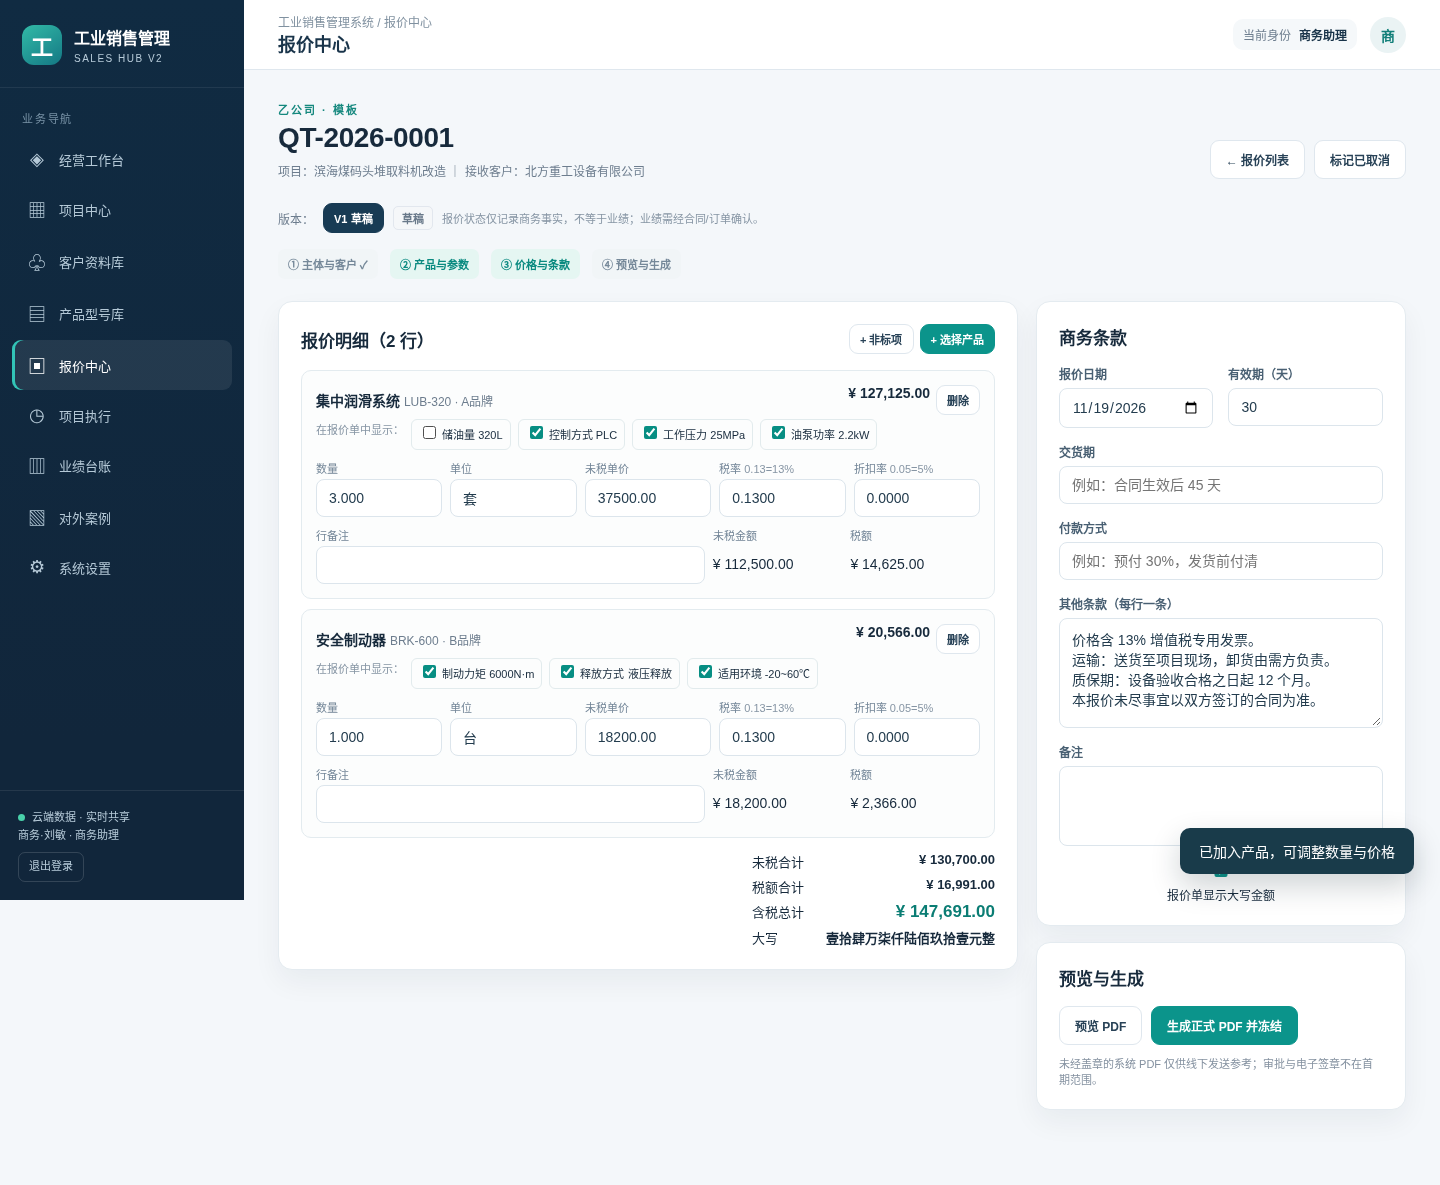 工
工业销售管理
SALES HUB V2
业务导航
经营工作台
项目中心
客户资料库
产品型号库
报价中心
项目执行
业绩台账
对外案例
系统设置
云端数据 · 实时共享
商务·刘敏 · 商务助理
退出登录
工业销售管理系统 / 报价中心
报价中心
当前身份 商务助理
商
乙公司 · 模板
QT-2026-0001
项目：滨海煤码头堆取料机改造 ｜ 接收客户：北方重工设备有限公司
← 报价列表
标记已取消
版本：
V1 草稿
草稿
报价状态仅记录商务事实，不等于业绩；业绩需经合同/订单确认。
① 主体与客户 ✓
② 产品与参数
③ 价格与条款
④ 预览与生成
报价明细（2 行）
+ 非标项
+ 选择产品
集中润滑系统 LUB-320 · A品牌
¥ 127,125.00
删除
在报价单中显示：
储油量 320L
控制方式 PLC
工作压力 25MPa
油泵功率 2.2kW
数量 单位 未税单价 税率 0.13=13% 折扣率 0.05=5%
3.000 套 37500.00 0.1300 0.0000
行备注 未税金额 税额
¥ 112,500.00 ¥ 14,625.00
安全制动器 BRK-600 · B品牌
¥ 20,566.00
删除
在报价单中显示：
制动力矩 6000N·m
释放方式 液压释放
适用环境 -20~60℃
数量 单位 未税单价 税率 0.13=13% 折扣率 0.05=5%
1.000 台 18200.00 0.1300 0.0000
行备注 未税金额 税额
¥ 18,200.00 ¥ 2,366.00
未税合计 ¥ 130,700.00
税额合计 ¥ 16,991.00
含税总计 ¥ 147,691.00
大写 壹拾肆万柒仟陆佰玖拾壹元整
商务条款
报价日期 有效期（天）
11/19/2026 30
交货期
例如：合同生效后 45 天
付款方式
例如：预付 30%，发货前付清
其他条款（每行一条）
价格含 13% 增值税专用发票。
运输：送货至项目现场，卸货由需方负责。
质保期：设备验收合格之日起 12 个月。
本报价未尽事宜以双方签订的合同为准。
备注
已加入产品，可调整数量与价格
报价单显示大写金额
预览与生成
预览 PDF
生成正式 PDF 并冻结
未经盖章的系统 PDF 仅供线下发送参考；审批与电子签章不在首
期范围。